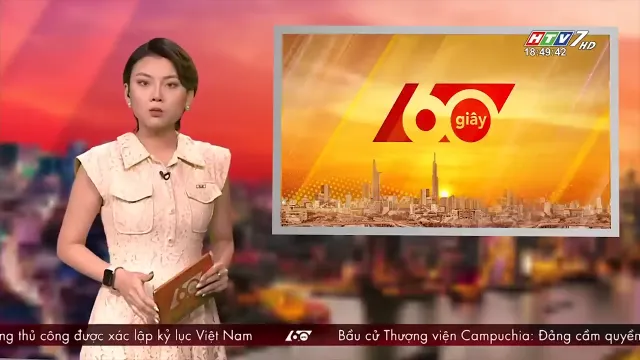 HTV7 HD
18:49:42
60 giây
ng thủ công được xác lập kỷ lục Việt Nam 60 Bầu cử Thượng viện Campuchia: Đảng cầm quyền